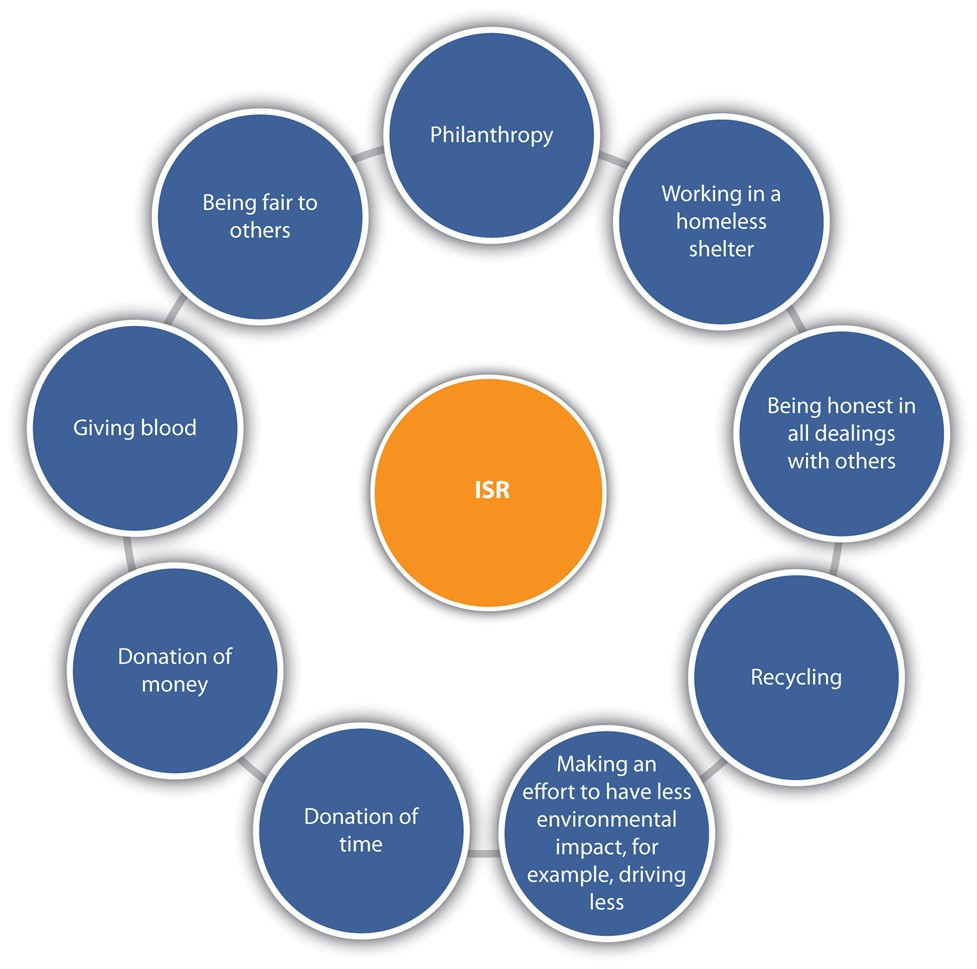 Philanthropy
Working in a
homeless
shelter
Being honest in
all dealings
with others
Recycling
Making an
effort to have less
environmental
impact, for
example, driving
less
Donation of
time
Donation of
money
Giving blood
Being fair to
others
ISR